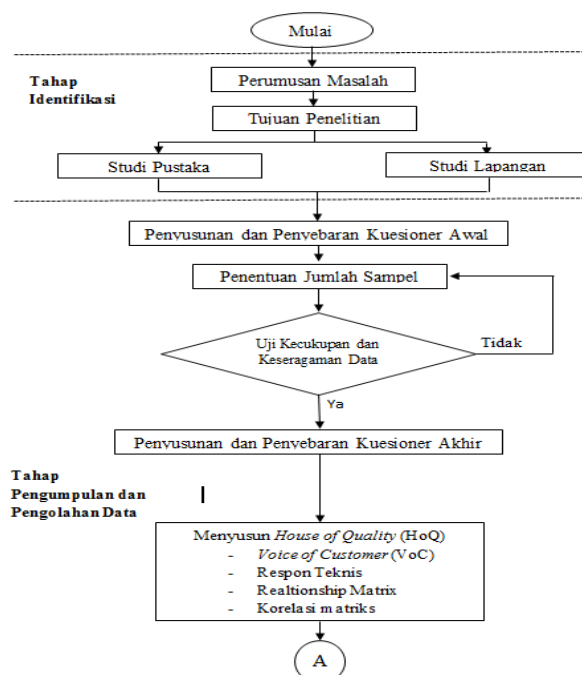 Mulai
Tahap
Identifikasi
Perumusan Masalah
Tujuan Penelitian
Studi Pustaka
Studi Lapangan
Penyusunan dan Penyebaran Kuesioner Awal
Penentuan Jumlah Sampel
Uji Kecukupan dan
Keseragaman Data
Tidak
Ya
Penyusunan dan Penyebaran Kuesioner Akhir
Tahap
Pengumpulan dan
Pengolahan Data
Menyusun House of Quality (HoQ)
- Voice of Customer (VoC)
- Respon Teknis
- Realtionship Matrix
- Korelasi matriks
A